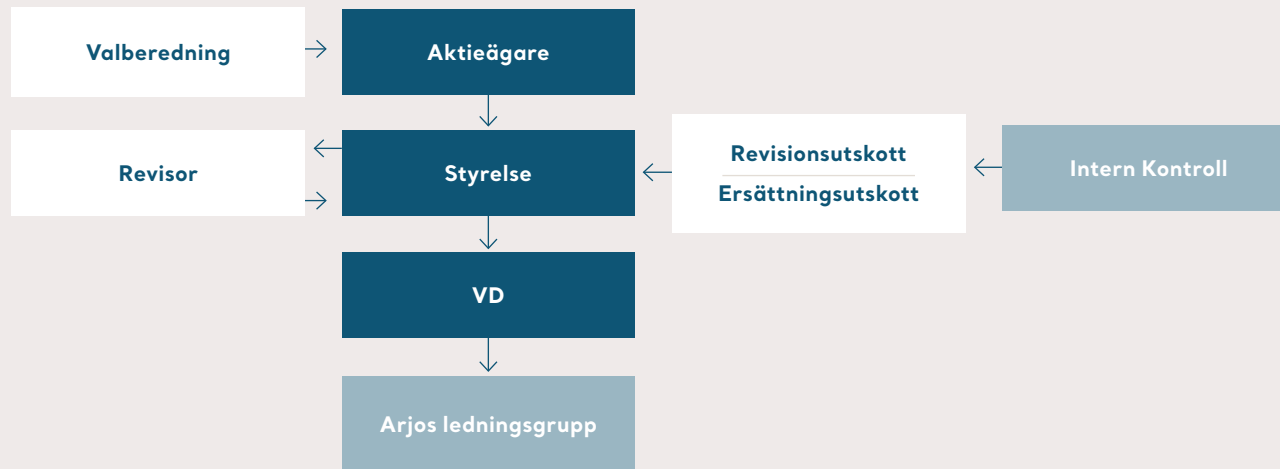 Valberedning
Aktieägare
Revisor
Styrelse
Revisionsutskott
Ersättningsutskott
Intern Kontroll
VD
Arjos ledningsgrupp